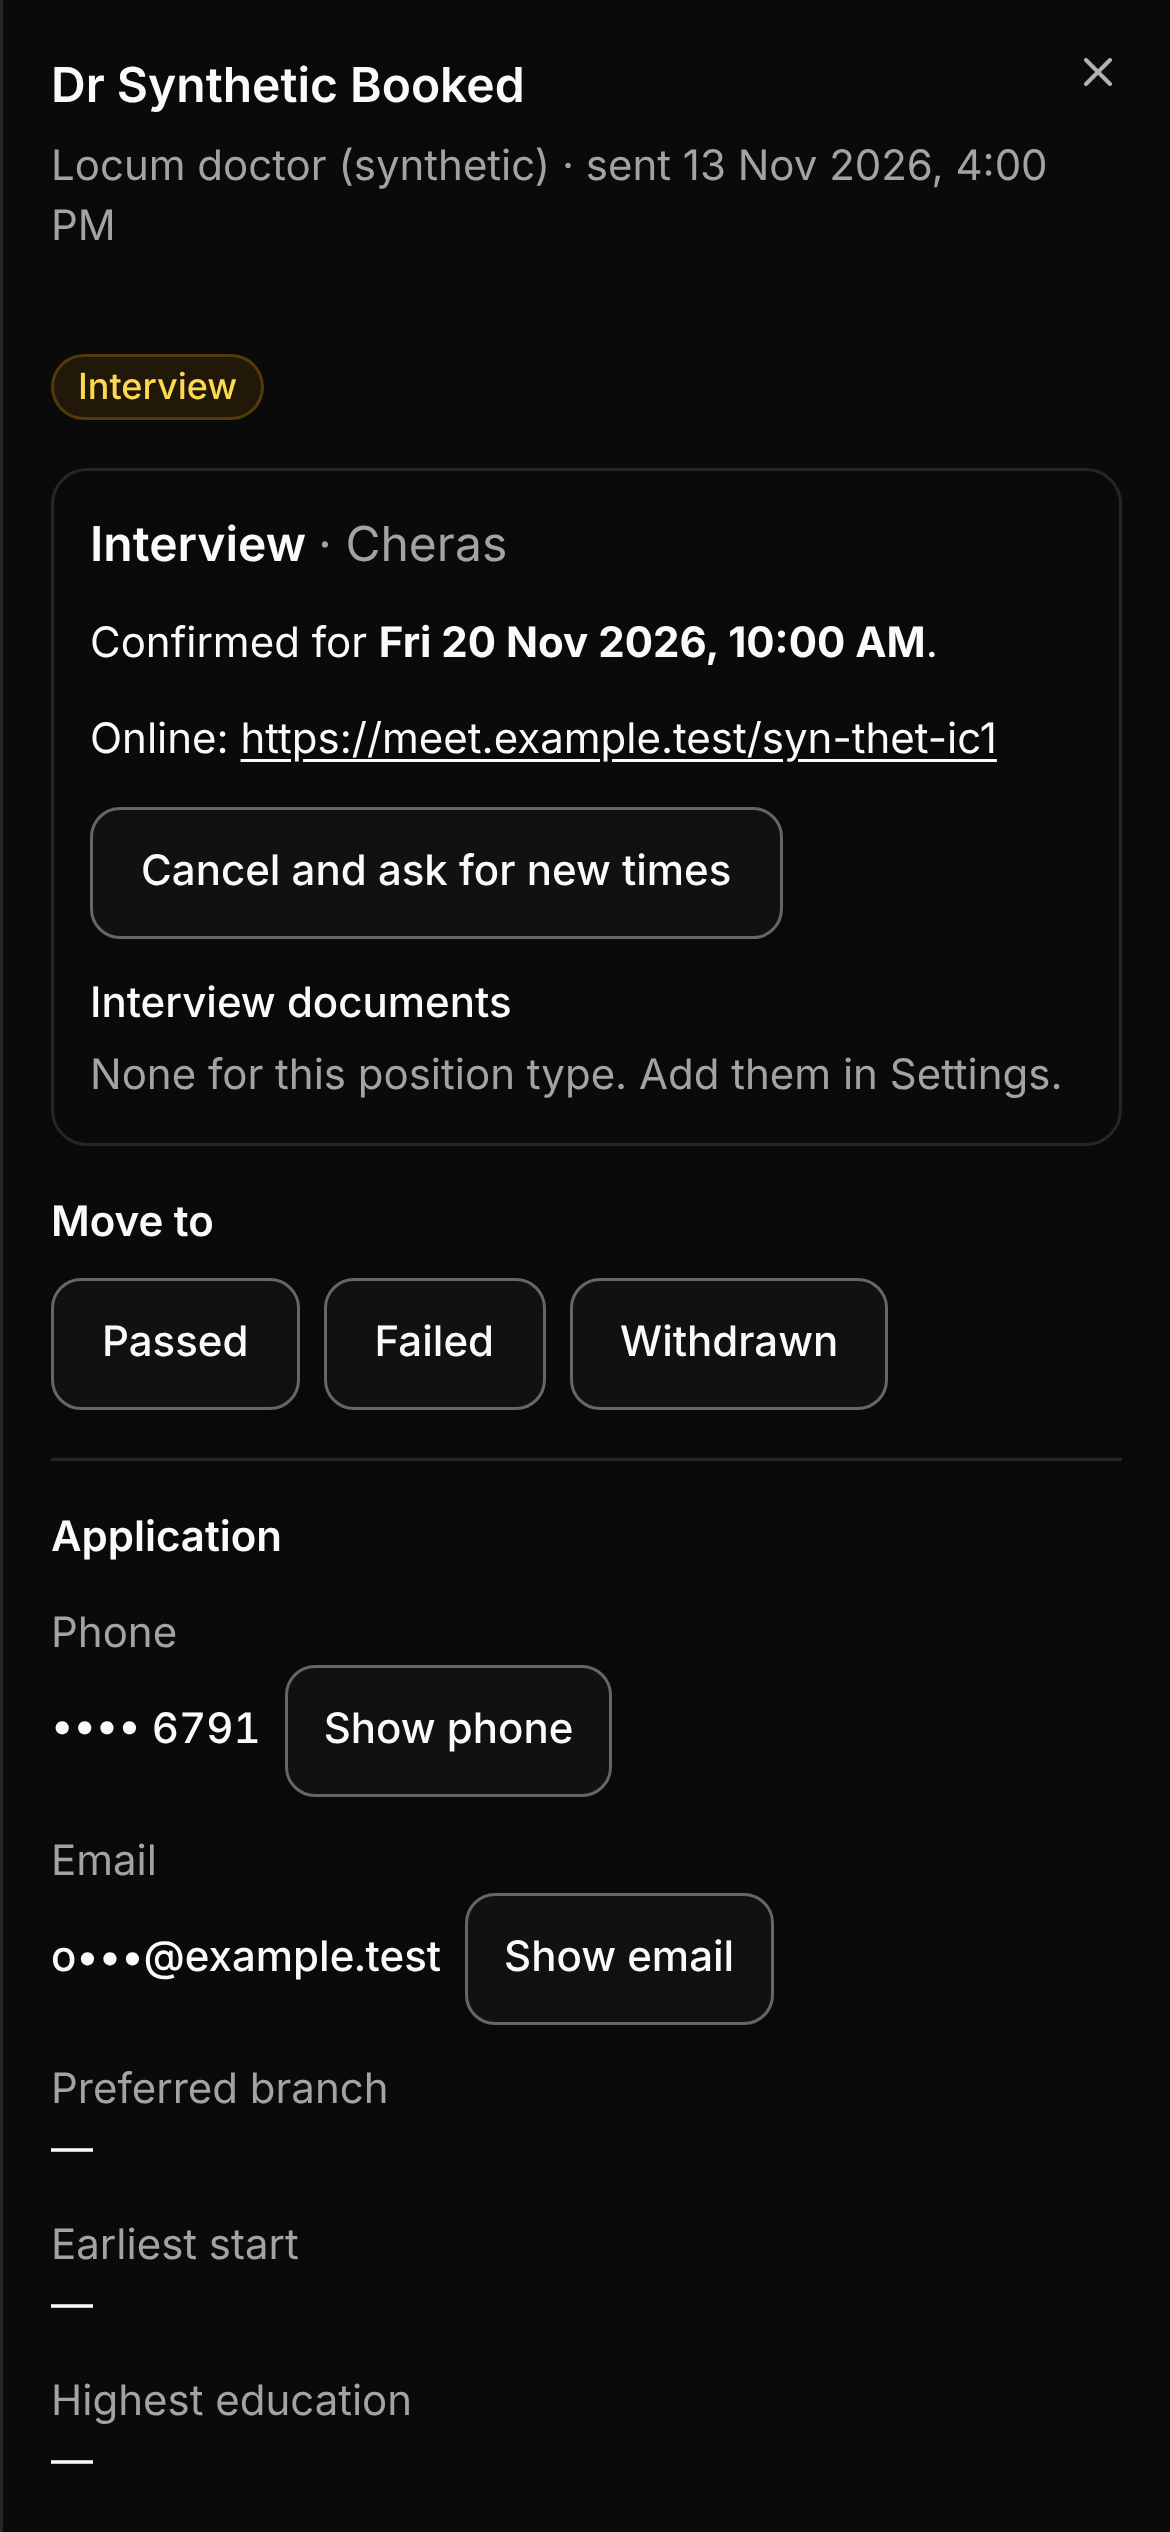 Dr Synthetic Booked
Locum doctor (synthetic) · sent 13 Nov 2026, 4:00
PM
Interview
Interview · Cheras
Confirmed for Fri 20 Nov 2026, 10:00 AM.
Online: https://meet.example.test/syn-thet-ic1
Cancel and ask for new times
Interview documents
None for this position type. Add them in Settings.
Move to
Passed Failed Withdrawn
Application
Phone
•••• 6791 Show phone
Email
o•••@example.test Show email
Preferred branch
—
Earliest start
—
Highest education
—